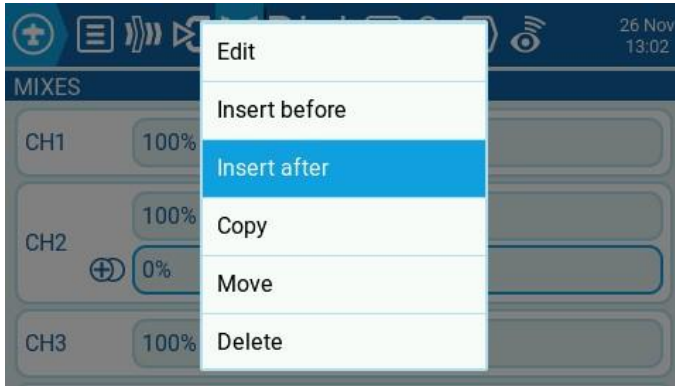 26 Nov
13:02
MIXES
Edit
Insert before
Insert after
Copy
Move
Delete
CH1 100%
CH2 100%
0%
CH3 100%